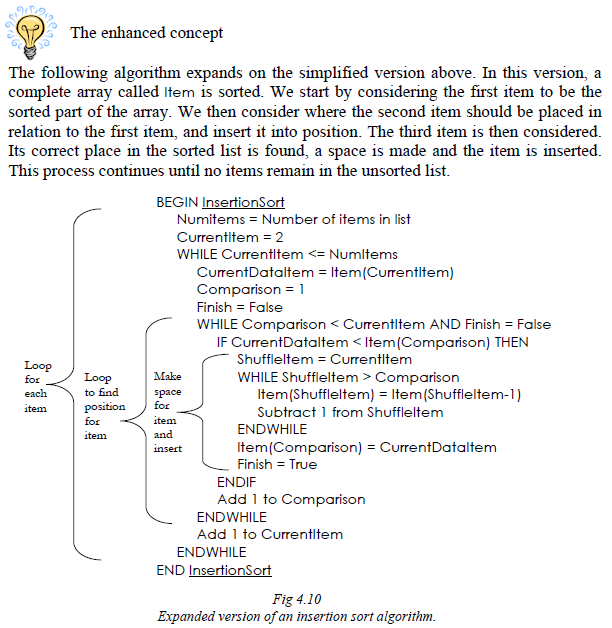 The enhanced concept
The following algorithm expands on the simplified version above. In this version, a
complete array called Item is sorted. We start by considering the first item to be the
sorted part of the array. We then consider where the second item should be placed in
relation to the first item, and insert it into position. The third item is then considered.
Its correct place in the sorted list is found, a space is made and the item is inserted.
This process continues until no items remain in the unsorted list.
BEGIN InsertionSort
Numitems = Number of items in list
CurrentItem = 2
WHILE CurrentItem <= NumItems
CurrentDataItem = Item(CurrentItem)
Comparison = 1
Finish = False
WHILE Comparison < CurrentItem AND Finish = False
IF CurrentDataItem < Item(Comparison) THEN
ShuffleItem = CurrentItem
WHILE ShuffleItem > Comparison
Item(ShuffleItem) = Item(ShuffleItem-1)
Subtract 1 from ShuffleItem
ENDWHILE
Item(Comparison) = CurrentDataItem
Finish = True
ENDIF
Add 1 to Comparison
ENDWHILE
Add 1 to CurrentItem
ENDWHILE
END InsertionSort
Loop
for
each
item
Loop
to find
position
for
item
Make
space
for
item
and
insert
Fig 4.10
Expanded version of an insertion sort algorithm.